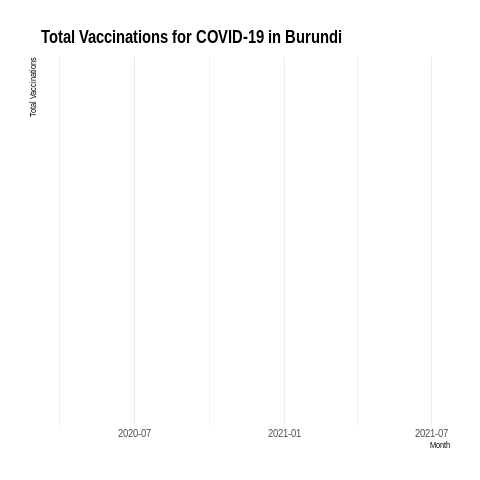 Total Vaccinations for COVID-19 in Burundi
Total Vaccinations
2020-07
2021-01
2021-07
Month